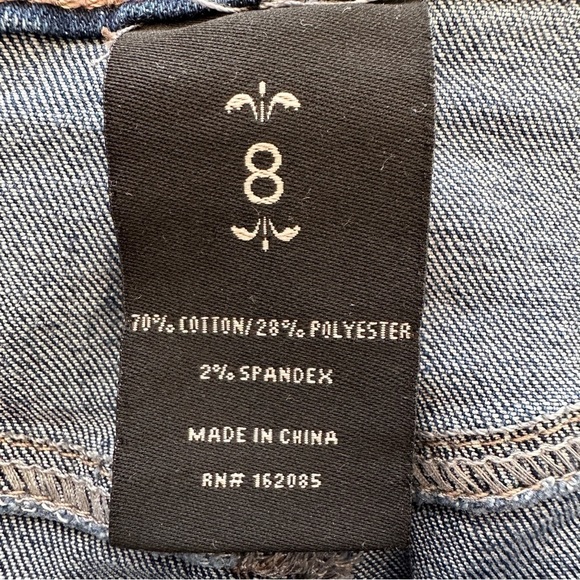 8
70% COTTON/28% POLYESTER
2% SPANDEX
MADE IN CHINA
RN# 162085